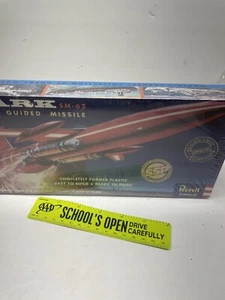 ARK SM-62
GUIDED MISSILE
SSP
COMPLETELY FORMED PLASTIC
EASY TO BUILD • READY TO PAINT
Revell
AAA SCHOOL'S OPEN DRIVE
CAREFULLY